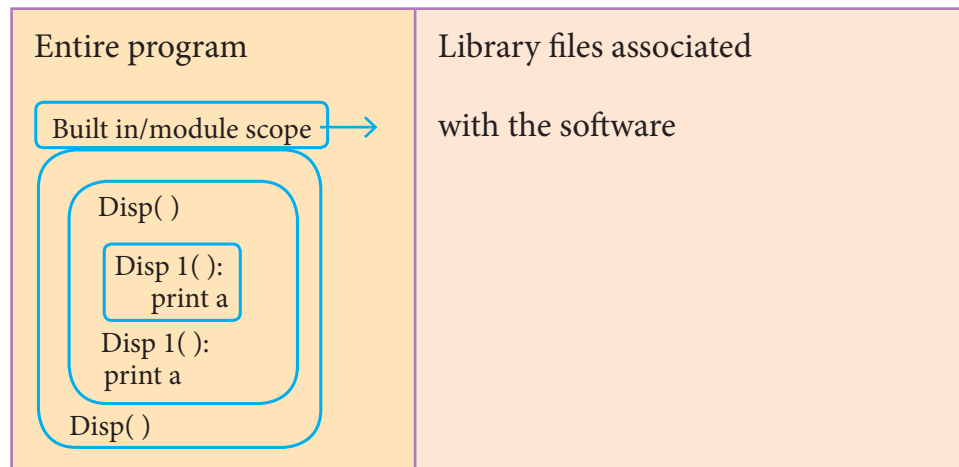 Entire program
Built in/module scope
Disp( )
Disp 1( ):
print a
Disp 1( ):
print a
Disp( )
Library files associated
with the software